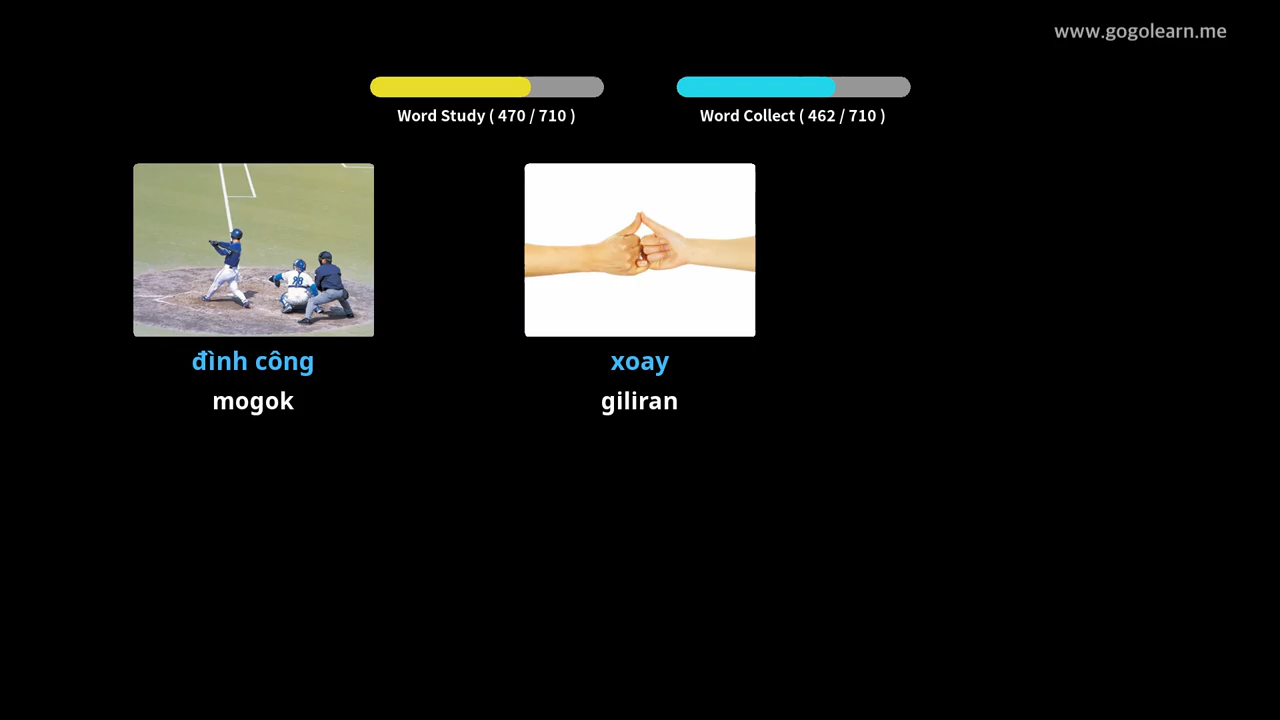 www.gogolearn.me
Word Study ( 470 / 710 )
Word Collect ( 462 / 710 )
đình công
mogok
xoay
giliran